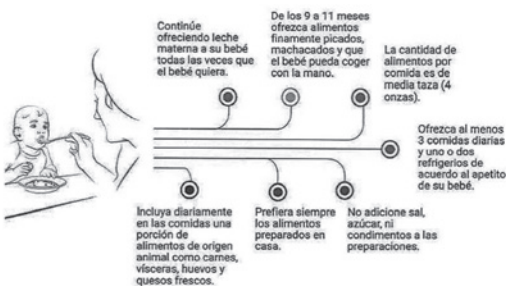 Continúe
ofreciendo leche
materna a su bebé
todas las veces que
el bebé quiera.
De los 9 a 11 meses
ofrezca alimentos
finamente picados,
machacados y que
el bebé pueda coger
con la mano.
La cantidad de
alimentos por
comida es de
media taza (4
onzas).
Ofrezca al menos
3 comidas diarias
y uno o dos
refrigerios de
acuerdo al apetito
de su bebé.
Incluya diariamente
en las comidas una
porción de
alimentos de origen
animal como carnes,
vísceras, huevos y
quesos frescos.
Prefiera siempre
los alimentos
preparados en
casa.
No adicione sal,
azúcar, ni
condimentos a las
preparaciones.